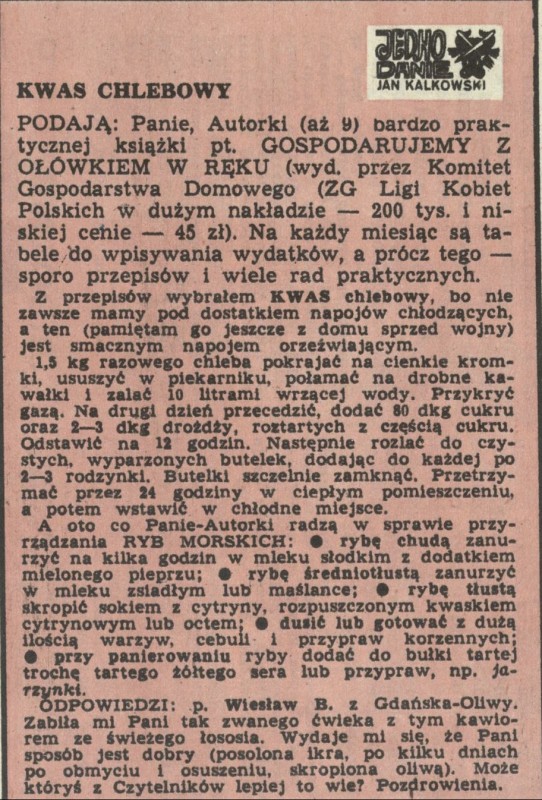 JEDNO
DANIE
JAN KALKOWSKI
KWAS CHLEBOWY
PODAJĄ: Panie, Autorki (aż 9) bardzo prak-
tycznej książki pt. GOSPODARUJEMY Z
OŁÓWKIEM W RĘKU (wyd. przez Komitet
Gospodarstwa Domowego (ZG Ligi Kobiet
Polskich w dużym nakładzie — 200 tys. i ni-
skiej cenie — 45 zł). Na każdy miesiąc są ta-
bele do wpisywania wydatków, a prócz tego —
sporo przepisów i wiele rad praktycznych.
Z przepisów wybrałem KWAS chlebowy, bo nie
zawsze mamy pod dostatkiem napojów chłodzących,
a ten (pamiętam go jeszcze z domu sprzed wojny)
jest smacznym napojem orzeźwiającym.
1,5 kg razowego chleba pokrajać na cienkie krom-
ki, ususzyć w piekarniku, połamać na drobne ka-
wałki i zalać 10 litrami wrzącej wody. Przykryć
gazą. Na drugi dzień przecedzić, dodać 80 dkg cukru
oraz 2—3 dkg drożdży, roztartych z częścią cukru.
Odstawić na 12 godzin. Następnie rozlać do czy-
stych, wyparzonych butelek, dodając do każdej po
2—3 rodzynki. Butelki szczelnie zamknąć. Przetrzy-
mać przez 24 godziny w ciepłym pomieszczeniu,
a potem wstawić w chłodne miejsce.
A oto co Panie-Autorki radzą w sprawie przy-
rządzania RYB MORSKICH: ● rybę chudą zanu-
rzyć na kilka godzin w mleku słodkim z dodatkiem
mielonego pieprzu; ● rybę średniotłustą zanurzyć
w mleku zsiadłym lub maślance; ● rybę tłustą
skropić sokiem z cytryny, rozpuszczonym kwaskiem
cytrynowym lub octem; ● dusić lub gotować z dużą
ilością warzyw, cebuli i przypraw korzennych;
● przy panierowaniu ryby dodać do bułki tartej
trochę tartego żółtego sera lub przypraw, np. ja-
rzynki.
ODPOWIEDZI: p. Wiesław B. z Gdańska-Oliwy.
Zabiła mi Pani tak zwanego ćwieka z tym kawio-
rem ze świeżego łososia. Wydaje mi się, że Pani
sposób jest dobry (posolona ikra, po kilku dniach
po obmyciu i osuszeniu, skropiona oliwą). Może
któryś z Czytelników lepiej to wie? Pozdrowienia.